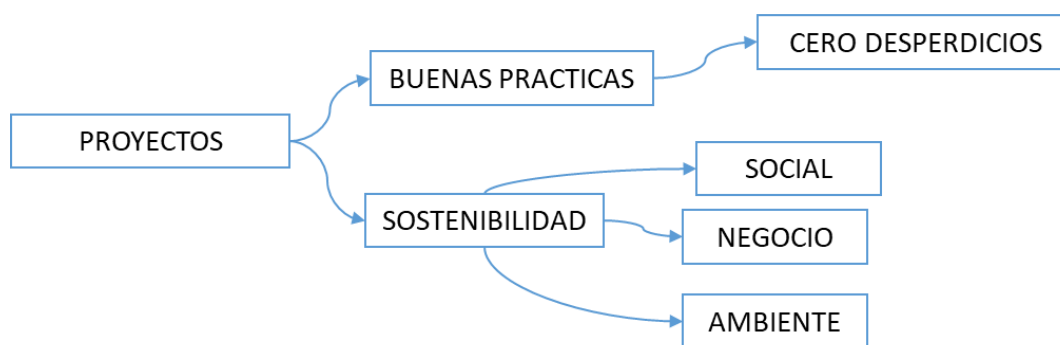 CERO DESPERDICIOS
BUENAS PRACTICAS
PROYECTOS
SOCIAL
SOSTENIBILIDAD
NEGOCIO
AMBIENTE